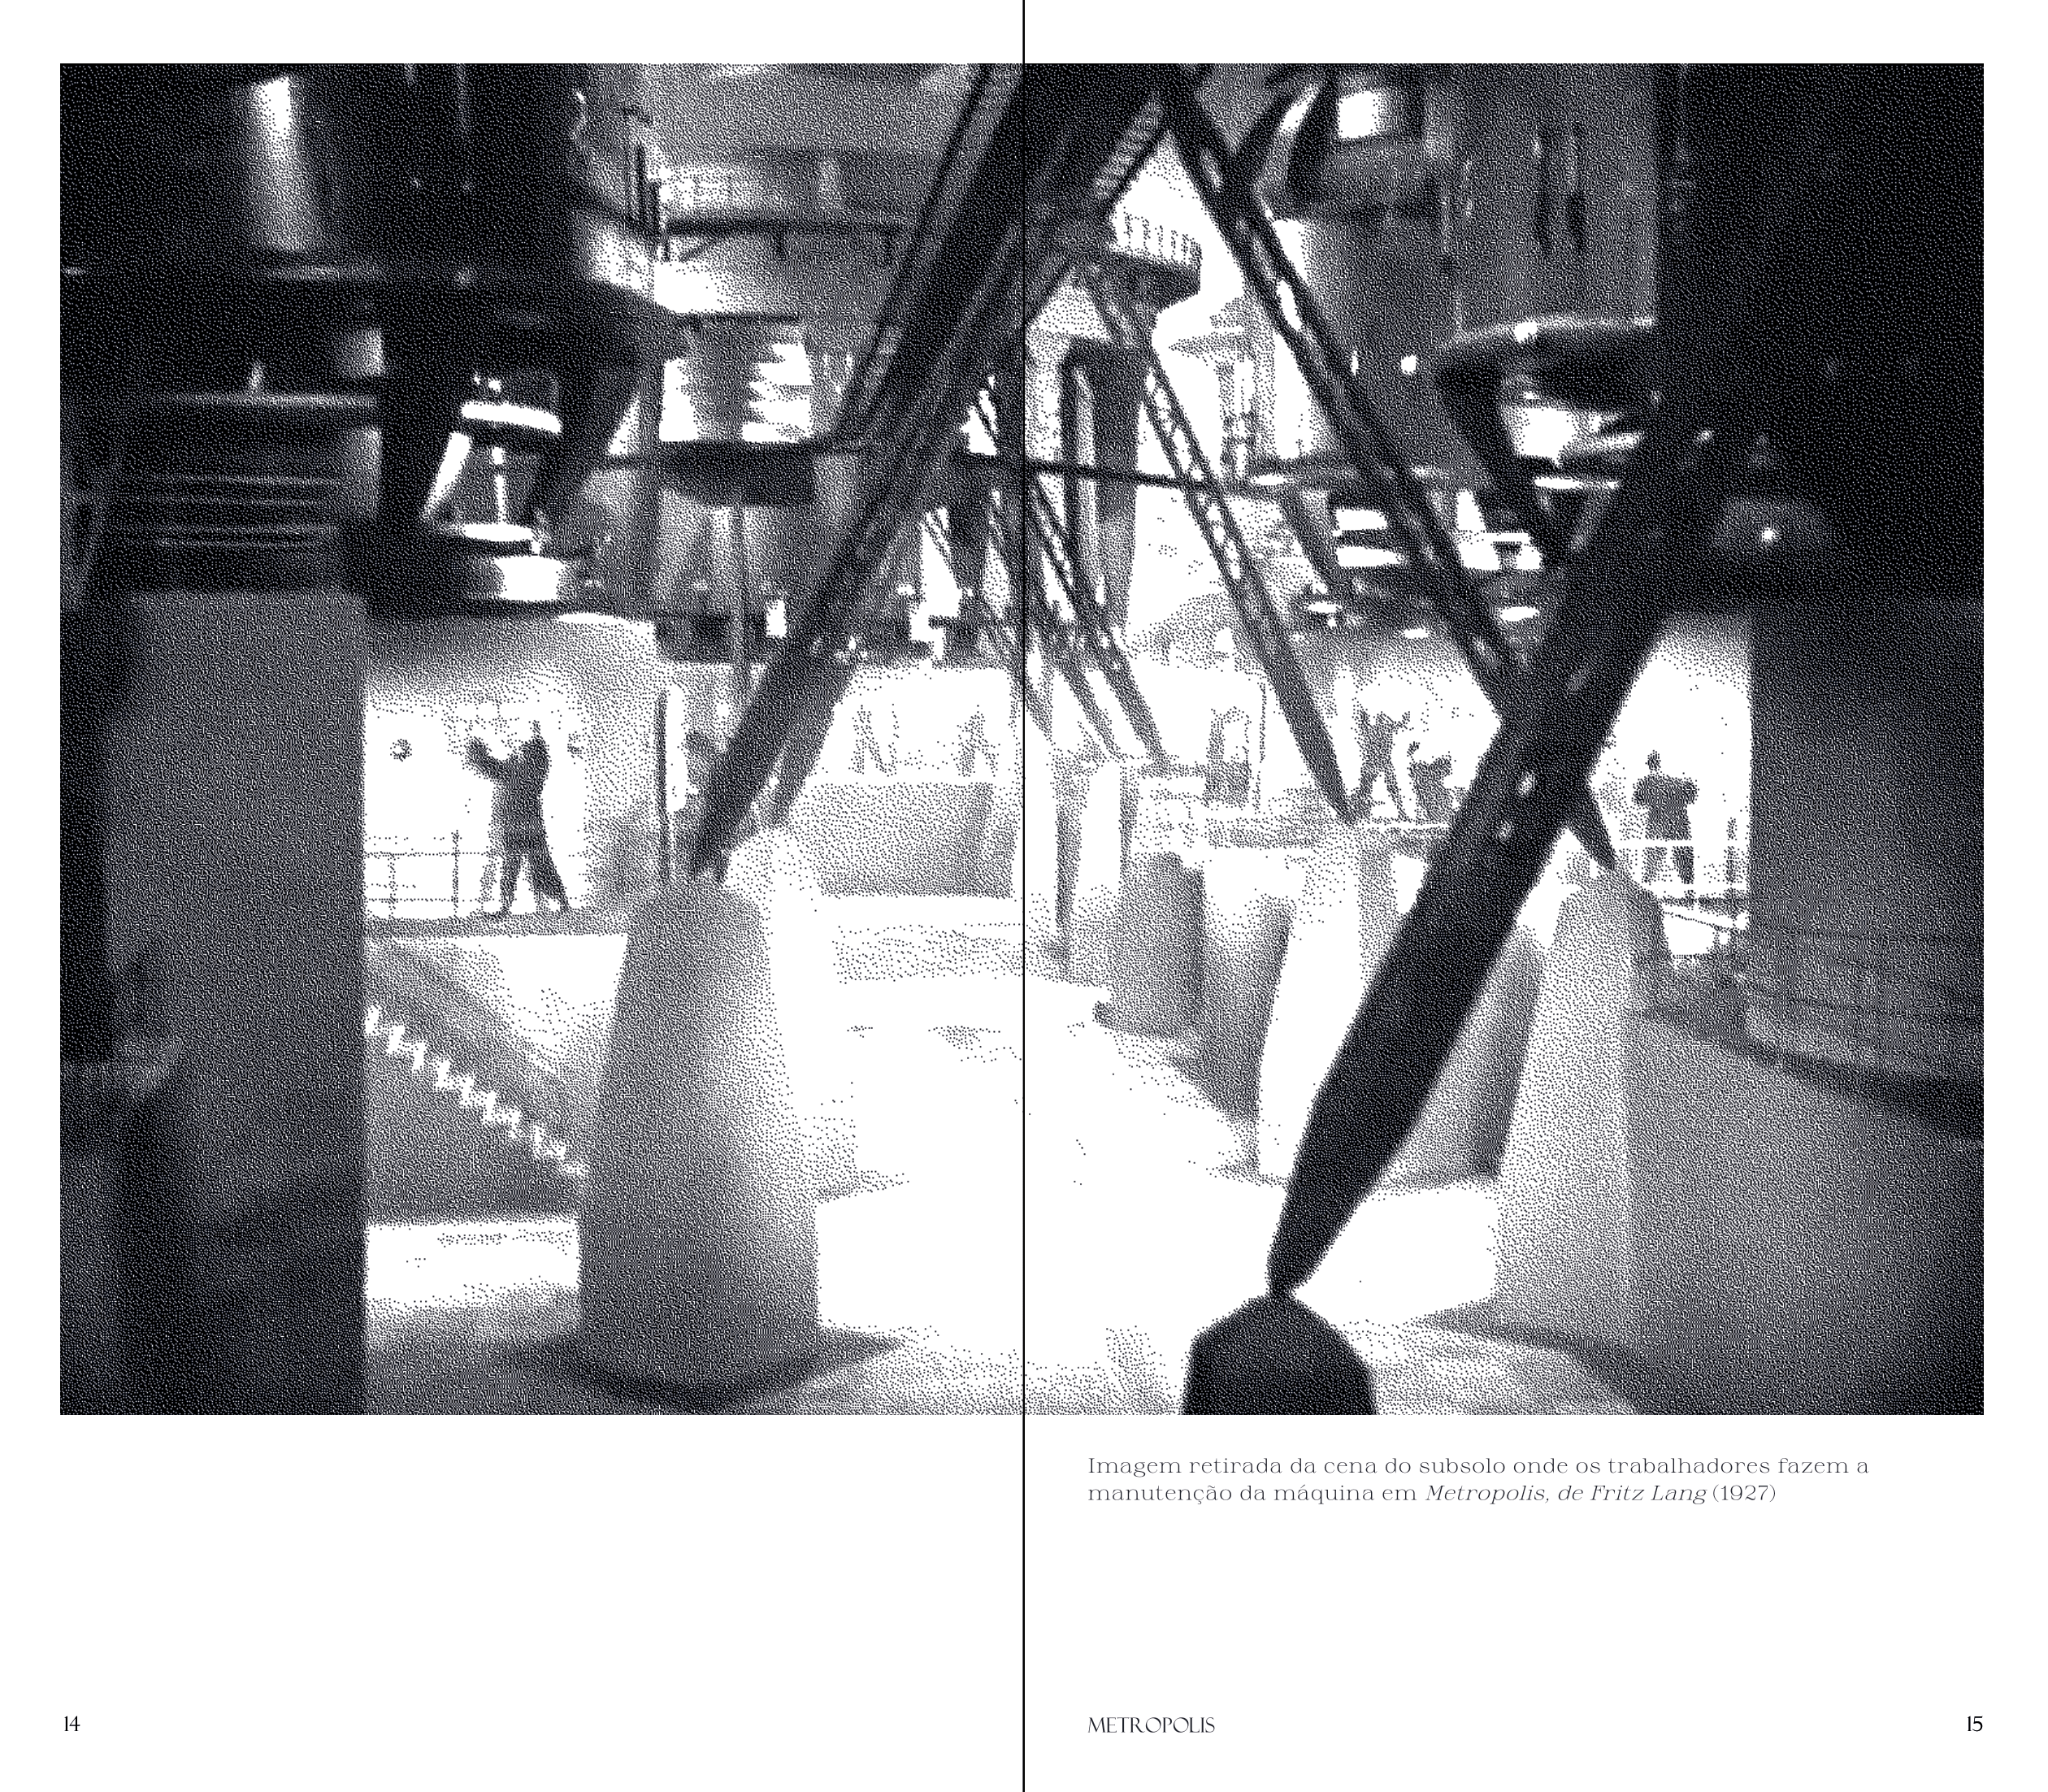 Imagem retirada da cena do subsolo onde os trabalhadores fazem a
manutenção da máquina em Metropolis, de Fritz Lang (1927)
14
METROPOLIS
15